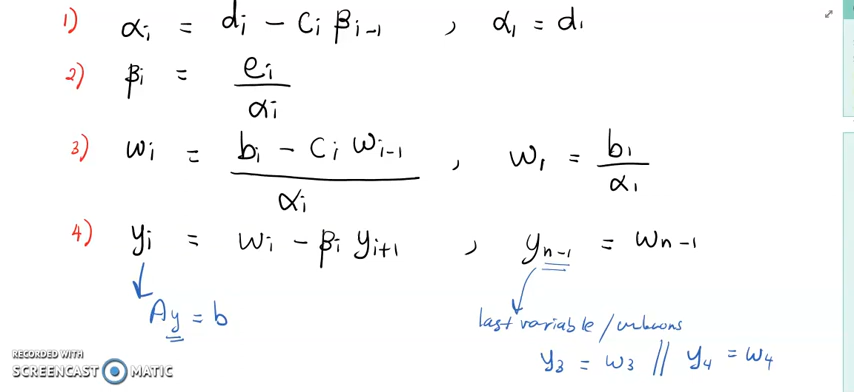 1) αᵢ = dᵢ − cᵢ βᵢ₋₁ , α₁ = d₁
2) βᵢ = eᵢ / αᵢ
3) wᵢ = (bᵢ − cᵢ wᵢ₋₁) / αᵢ , w₁ = b₁ / α₁
4) yᵢ = wᵢ − βᵢ yᵢ₊₁ , yₙ₋₁ = wₙ₋₁
Ay = b
last variable /
y₃ = w₃ // y₄ = w₄
RECORDED WITH
SCREENCAST MATIC